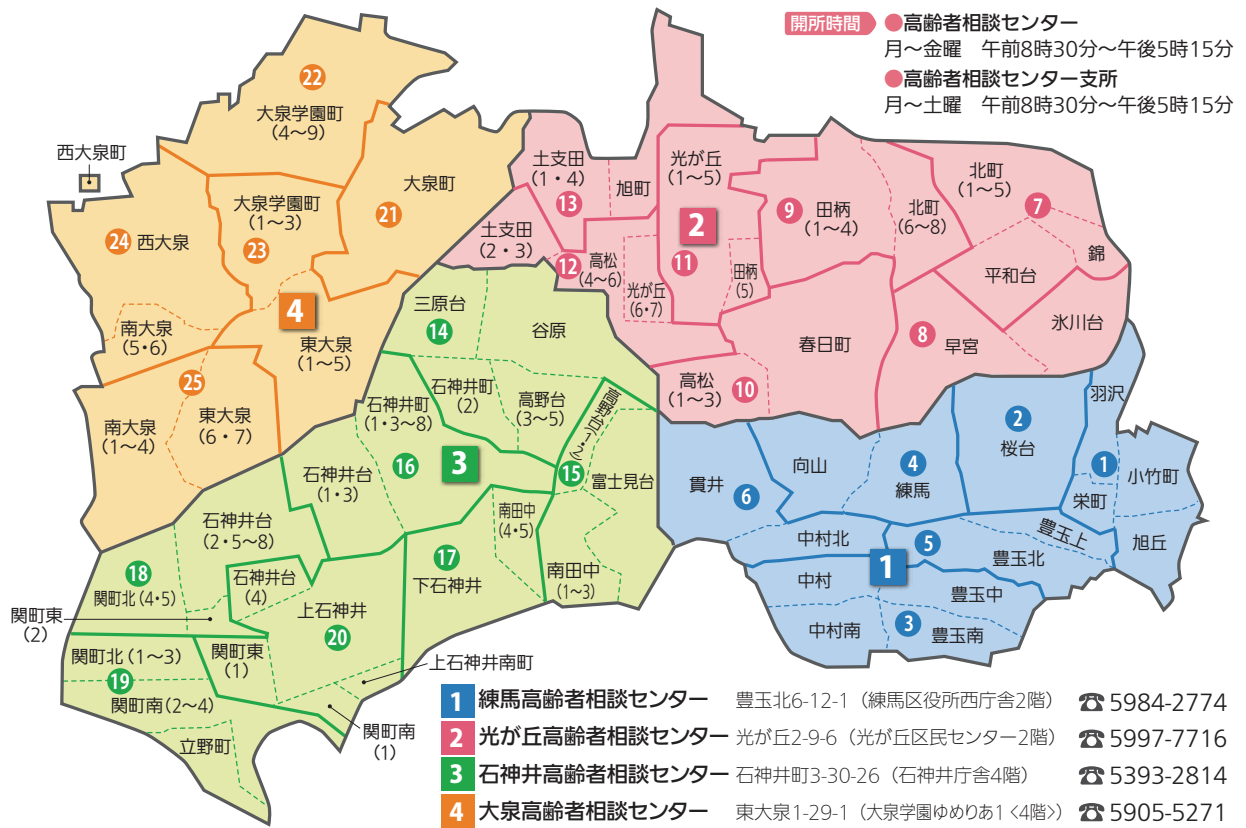 開所時間 ●高齢者相談センター
月～金曜 午前8時30分～午後5時15分
●高齢者相談センター支所
月～土曜 午前8時30分～午後5時15分
22
大泉学園町
(4～9)
西大泉町
大泉町
21
大泉学園町
(1～3)
23
24 西大泉
4
南大泉
(5・6)
東大泉
(1～5)
25
南大泉
(1～4)
東大泉
(6・7)
土支田
(1・4)
13
旭町
光が丘
(1～5)
2
11
土支田
(2・3)
12
高松
(4～6)
光が丘
(6・7)
田柄
(5)
9
田柄
(1～4)
北町
(6～8)
北町
(1～5)
7
錦
平和台
氷川台
8
早宮
春日町
高松
(1～3)
10
三原台
14
谷原
石神井町
(2)
石神井町
(1・3～8)
高野台
(3～5)
高野台(1・2)
16
3
15
富士見台
石神井台
(1・3)
石神井台
(2・5～8)
南田中
(4・5)
17
下石神井
南田中
(1～3)
18
関町北(4・5)
石神井台
(4)
関町東
(2)
上石神井
20
関町北(1～3)
19
関町東
(1)
関町南(2～4)
上石神井南町
関町南
(1)
立野町
羽沢
2
桜台
1
小竹町
栄町
旭丘
向山
4
練馬
貫井
6
中村北
5
豊玉上
豊玉北
1
中村
豊玉中
中村南
3
豊玉南
1 練馬高齢者相談センター 豊玉北6-12-1(練馬区役所西庁舎2階) ☎5984-2774
2 光が丘高齢者相談センター 光が丘2-9-6(光が丘区民センター2階) ☎5997-7716
3 石神井高齢者相談センター 石神井町3-30-26(石神井庁舎4階) ☎5393-2814
4 大泉高齢者相談センター 東大泉1-29-1(大泉学園ゆめりあ1〈4階〉) ☎5905-5271